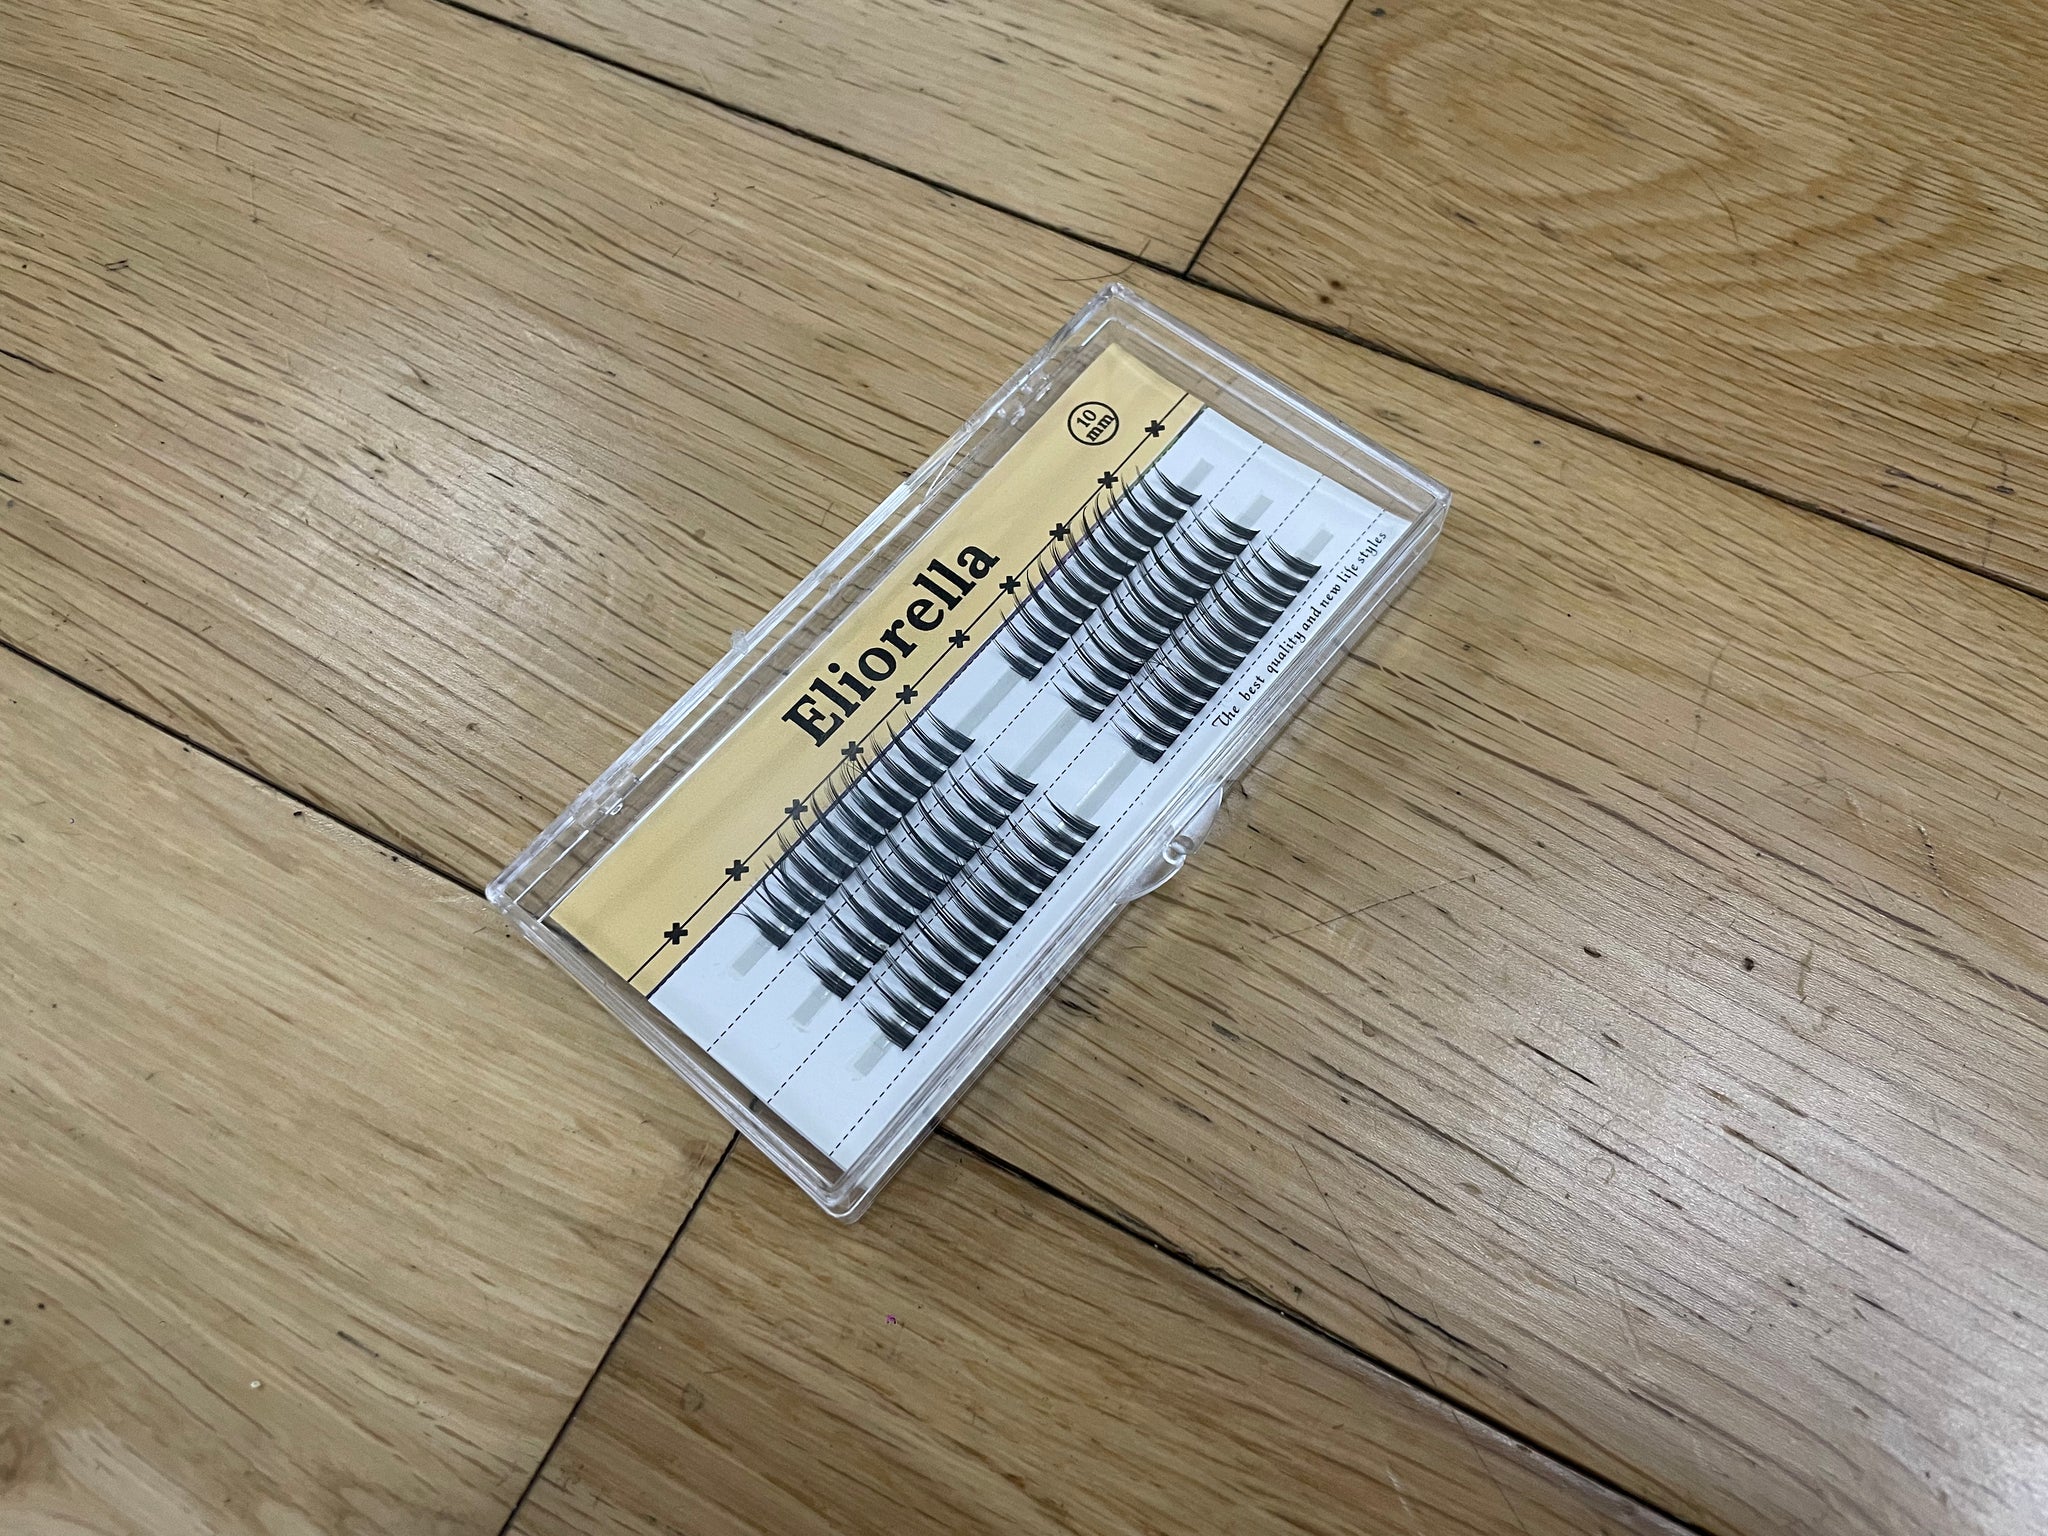 Eliorella
10
mm
The best quality and new life styles